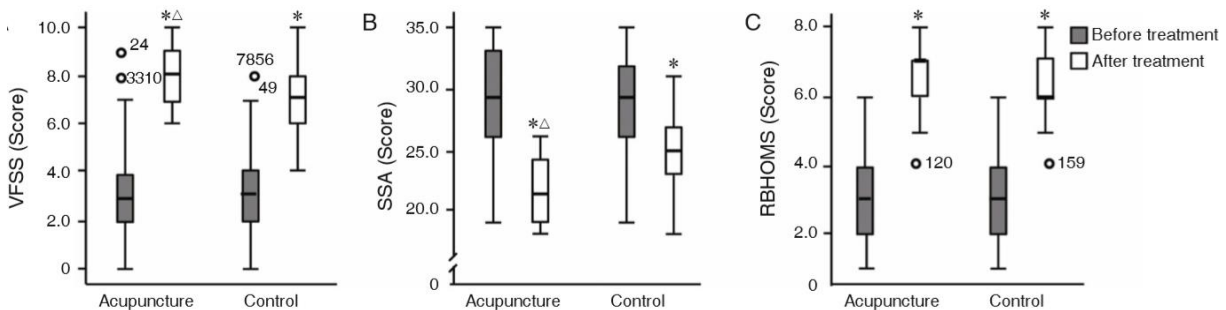 VFSS (Score)
10.0
8.0
6.0
4.0
2.0
0
24
3310
*△
7856
49
*
Acupuncture
Control
B
SSA (Score)
35.0
30.0
25.0
20.0
0
*△
*
Acupuncture
Control
C
RBHOMS (Score)
8.0
6.0
4.0
2.0
0
*
120
*
159
Acupuncture
Control
Before treatment
After treatment